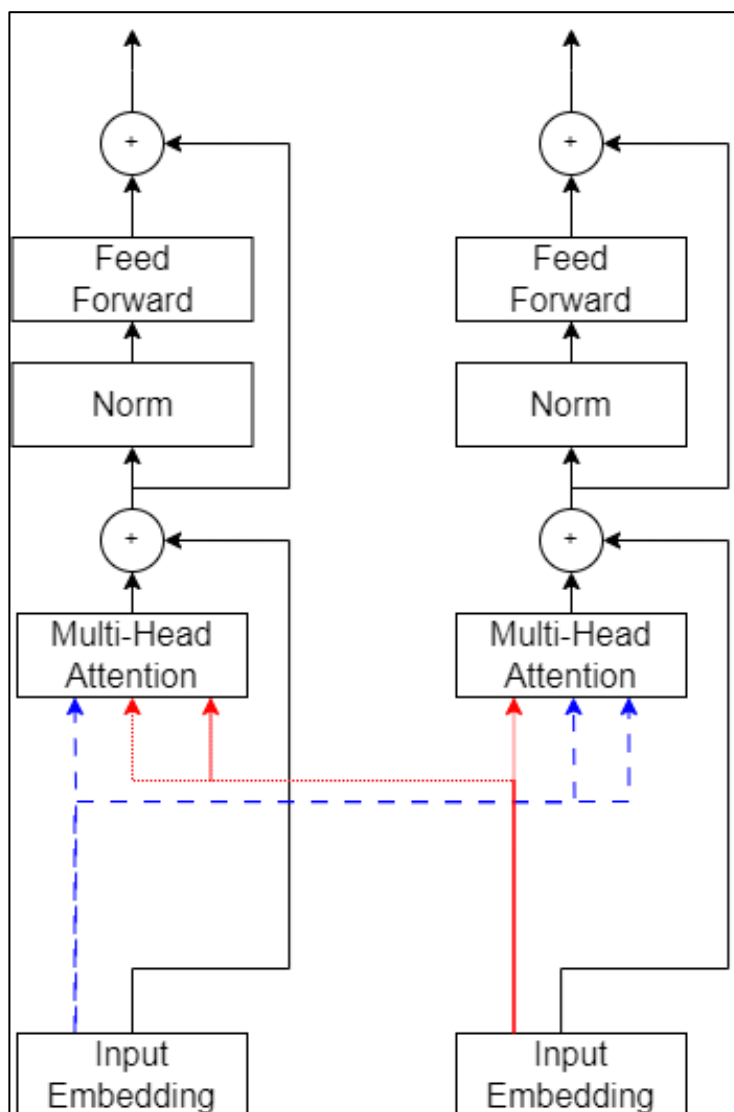 +
+
Feed
Forward
Feed
Forward
Norm
Norm
+
+
Multi-Head
Attention
Multi-Head
Attention
Input
Embedding
Input
Embedding